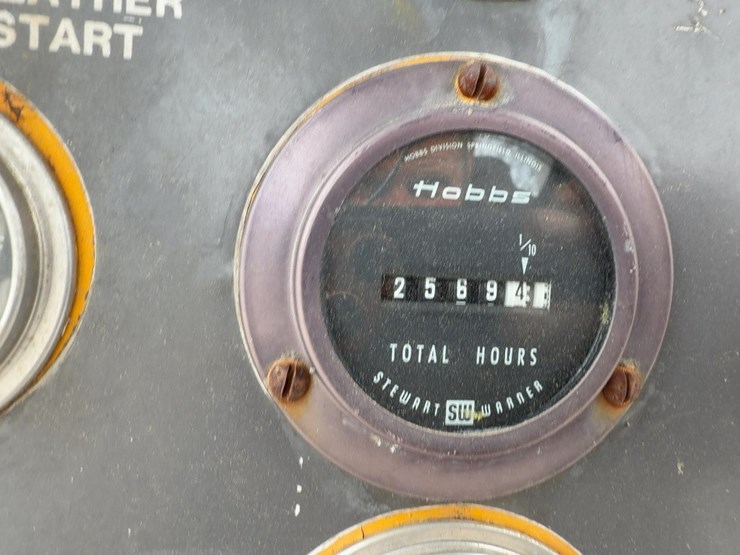 START
HOBBS DIVISION SPRINGFIELD ILLINOIS
Hobbs
1/10
25694
TOTAL HOURS
STEWART SW WARNER